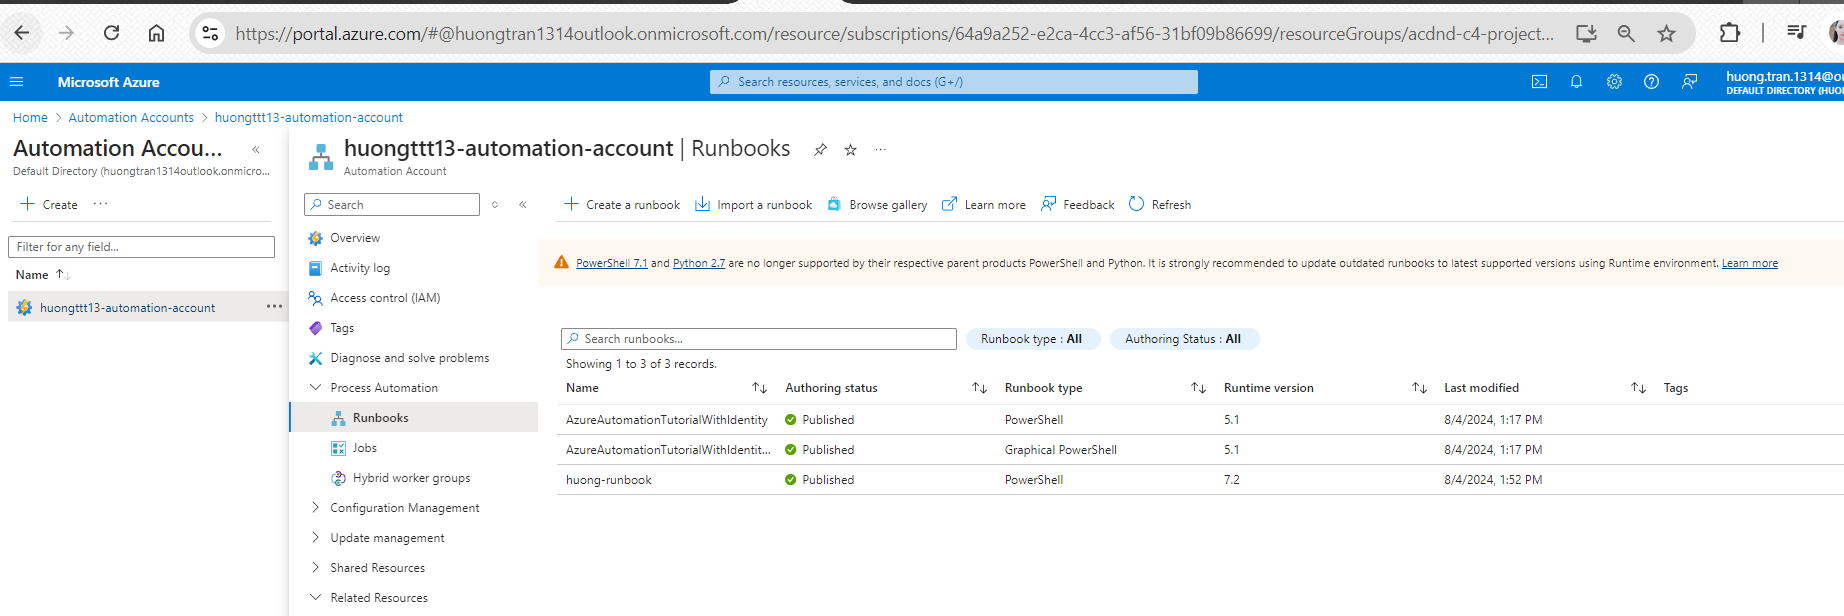 https://portal.azure.com/#@huongtran1314outlook.onmicrosoft.com/resource/subscriptions/64a9a252-e2ca-4cc3-af56-31bf09b86699/resourceGroups/acdnd-c4-project...
Microsoft Azure
Search resources, services, and docs (G+/)
huong.tran.1314@ou
DEFAULT DIRECTORY (HUON
Home > Automation Accounts > huongttt13-automation-account
Automation Accou...
Default Directory (huongtran1314outlook.onmicro...
Create
Filter for any field...
Name
huongttt13-automation-account
huongttt13-automation-account | Runbooks
Automation Account
Search
Create a runbook Import a runbook Browse gallery Learn more Feedback Refresh
Overview
Activity log
Access control (IAM)
Tags
Diagnose and solve problems
Process Automation
Runbooks
Jobs
Hybrid worker groups
Configuration Management
Update management
Shared Resources
Related Resources
PowerShell 7.1 and Python 2.7 are no longer supported by their respective parent products PowerShell and Python. It is strongly recommended to update outdated runbooks to latest supported versions using Runtime environment. Learn more
Search runbooks...
Runbook type : All
Authoring Status : All
Showing 1 to 3 of 3 records.
Name Authoring status Runbook type Runtime version Last modified Tags
AzureAutomationTutorialWithIdentity Published PowerShell 5.1 8/4/2024, 1:17 PM
AzureAutomationTutorialWithIdentit... Published Graphical PowerShell 5.1 8/4/2024, 1:17 PM
huong-runbook Published PowerShell 7.2 8/4/2024, 1:52 PM